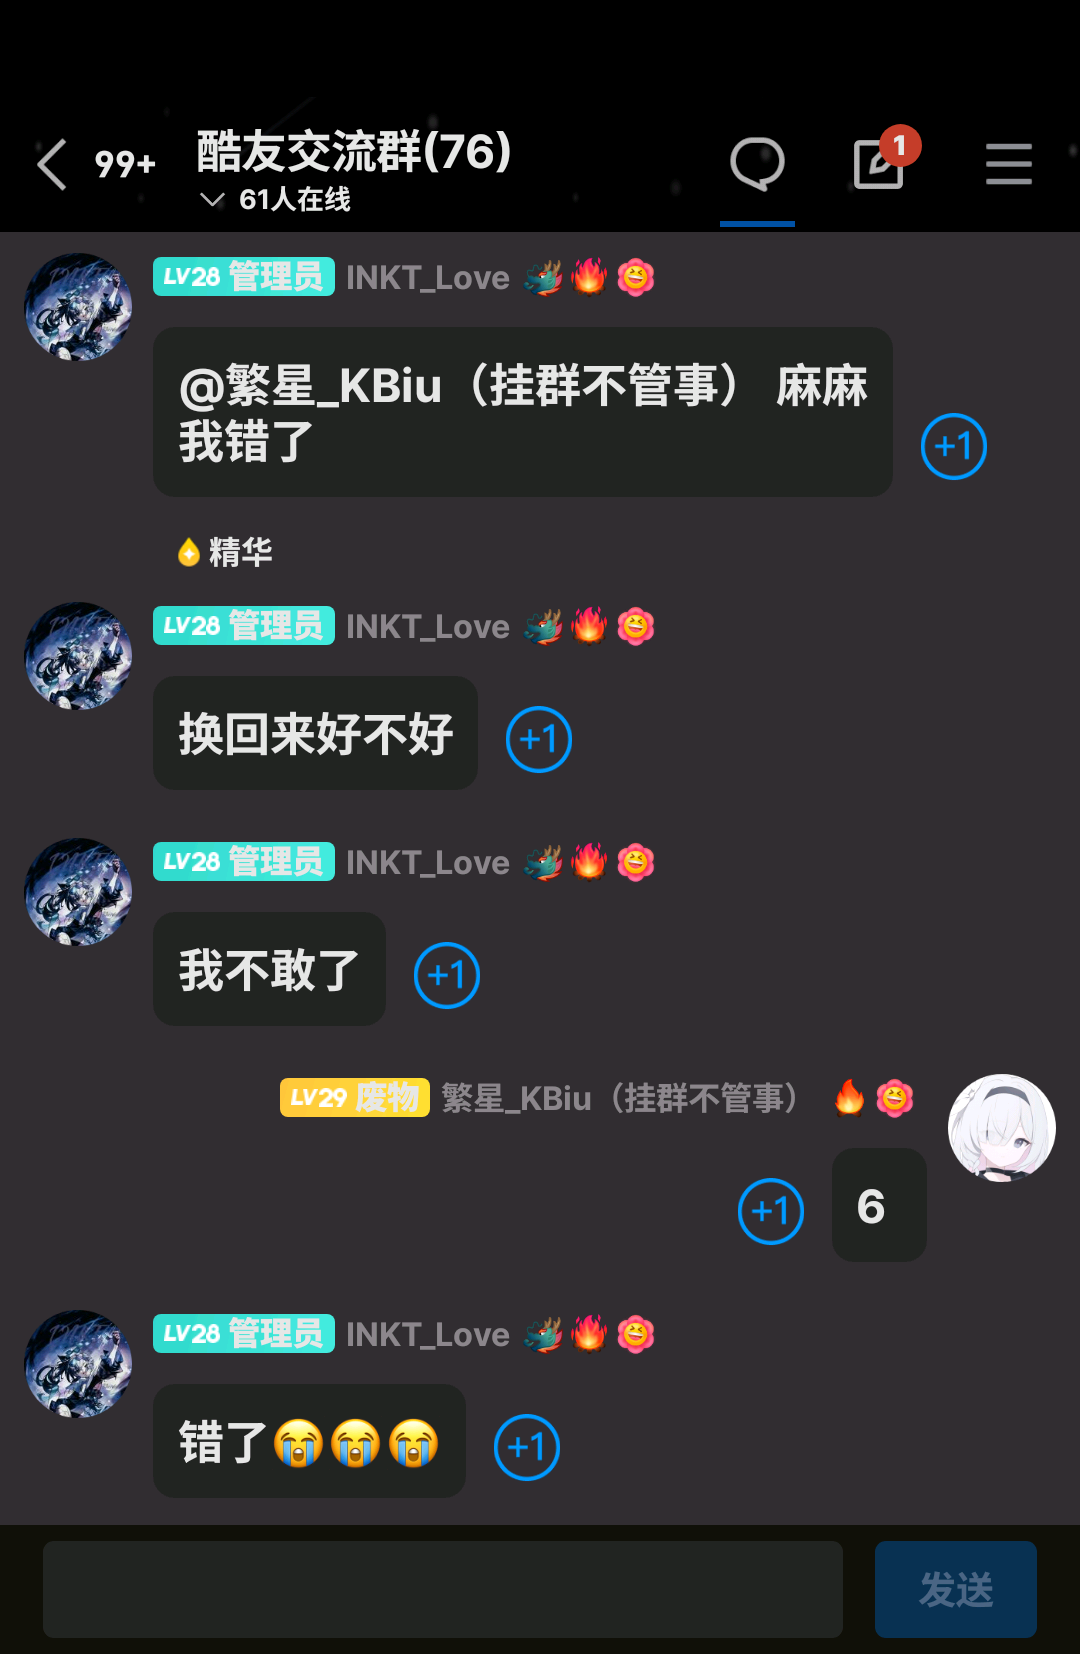 99+
酷友交流群(76)
61人在线
1
LV28 管理员 INKT_Love 🐉🔥
@繁星_KBiu（挂群不管事） 麻麻
我错了
+1
精华
LV28 管理员 INKT_Love 🐉🔥
换回来好不好
+1
LV28 管理员 INKT_Love 🐉🔥
我不敢了
+1
LV29 废物 繁星_KBiu（挂群不管事） 🔥
+1
6
LV28 管理员 INKT_Love 🐉🔥
错了😭😭😭
+1
发送